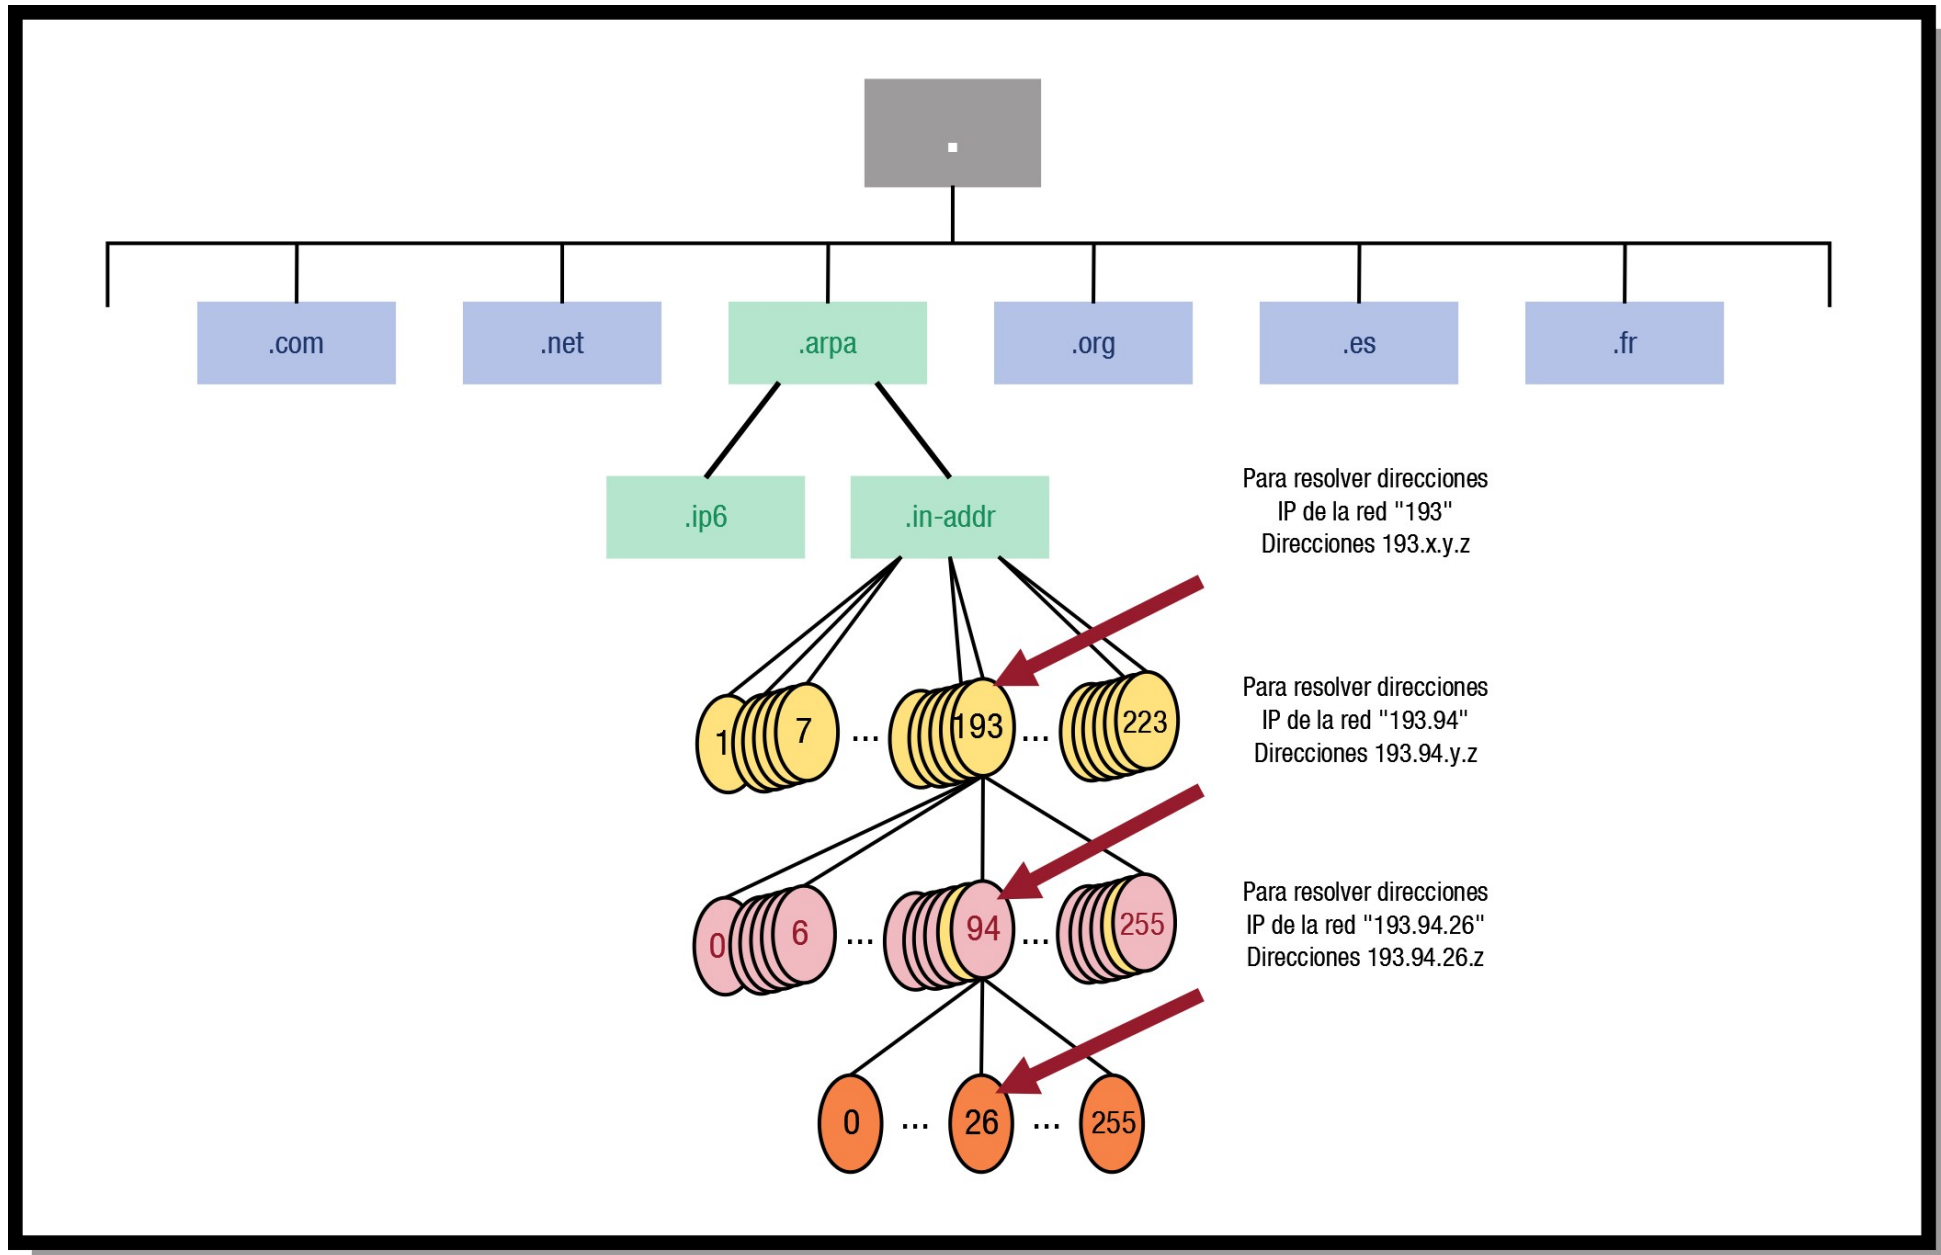 .
.com .net .arpa .org .es .fr
.ip6 .in-addr
Para resolver direcciones
IP de la red "193"
Direcciones 193.x.y.z
1 7 ... 193 ... 223
Para resolver direcciones
IP de la red "193.94"
Direcciones 193.94.y.z
0 6 ... 94 ... 255
Para resolver direcciones
IP de la red "193.94.26"
Direcciones 193.94.26.z
0 ... 26 ... 255